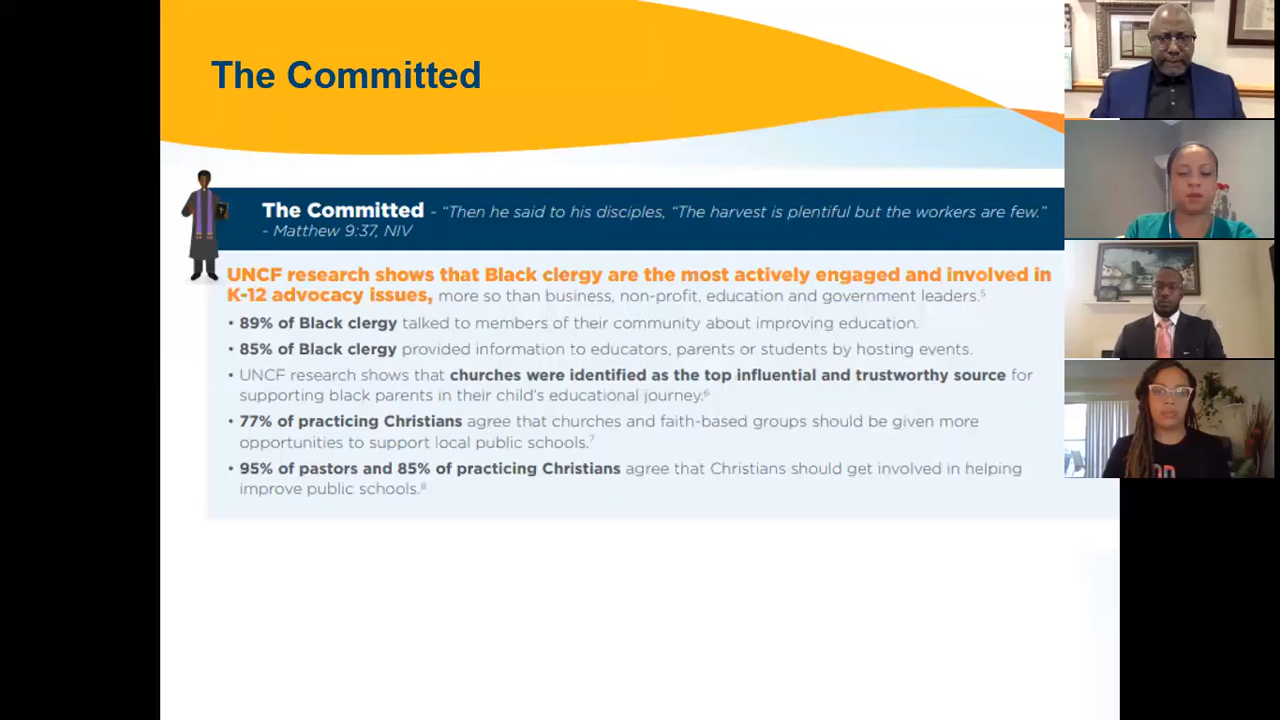 The Committed
The Committed - “Then he said to his disciples, “The harvest is plentiful but the workers are few.”
- Matthew 9:37, NIV
UNCF research shows that Black clergy are the most actively engaged and involved in
K-12 advocacy issues, more so than business, non-profit, education and government leaders.⁵
• 89% of Black clergy talked to members of their community about improving education.
• 85% of Black clergy provided information to educators, parents or students by hosting events.
• UNCF research shows that churches were identified as the top influential and trustworthy source for
supporting black parents in their child’s educational journey.⁶
• 77% of practicing Christians agree that churches and faith-based groups should be given more
opportunities to support local public schools.⁷
• 95% of pastors and 85% of practicing Christians agree that Christians should get involved in helping
improve public schools.⁸